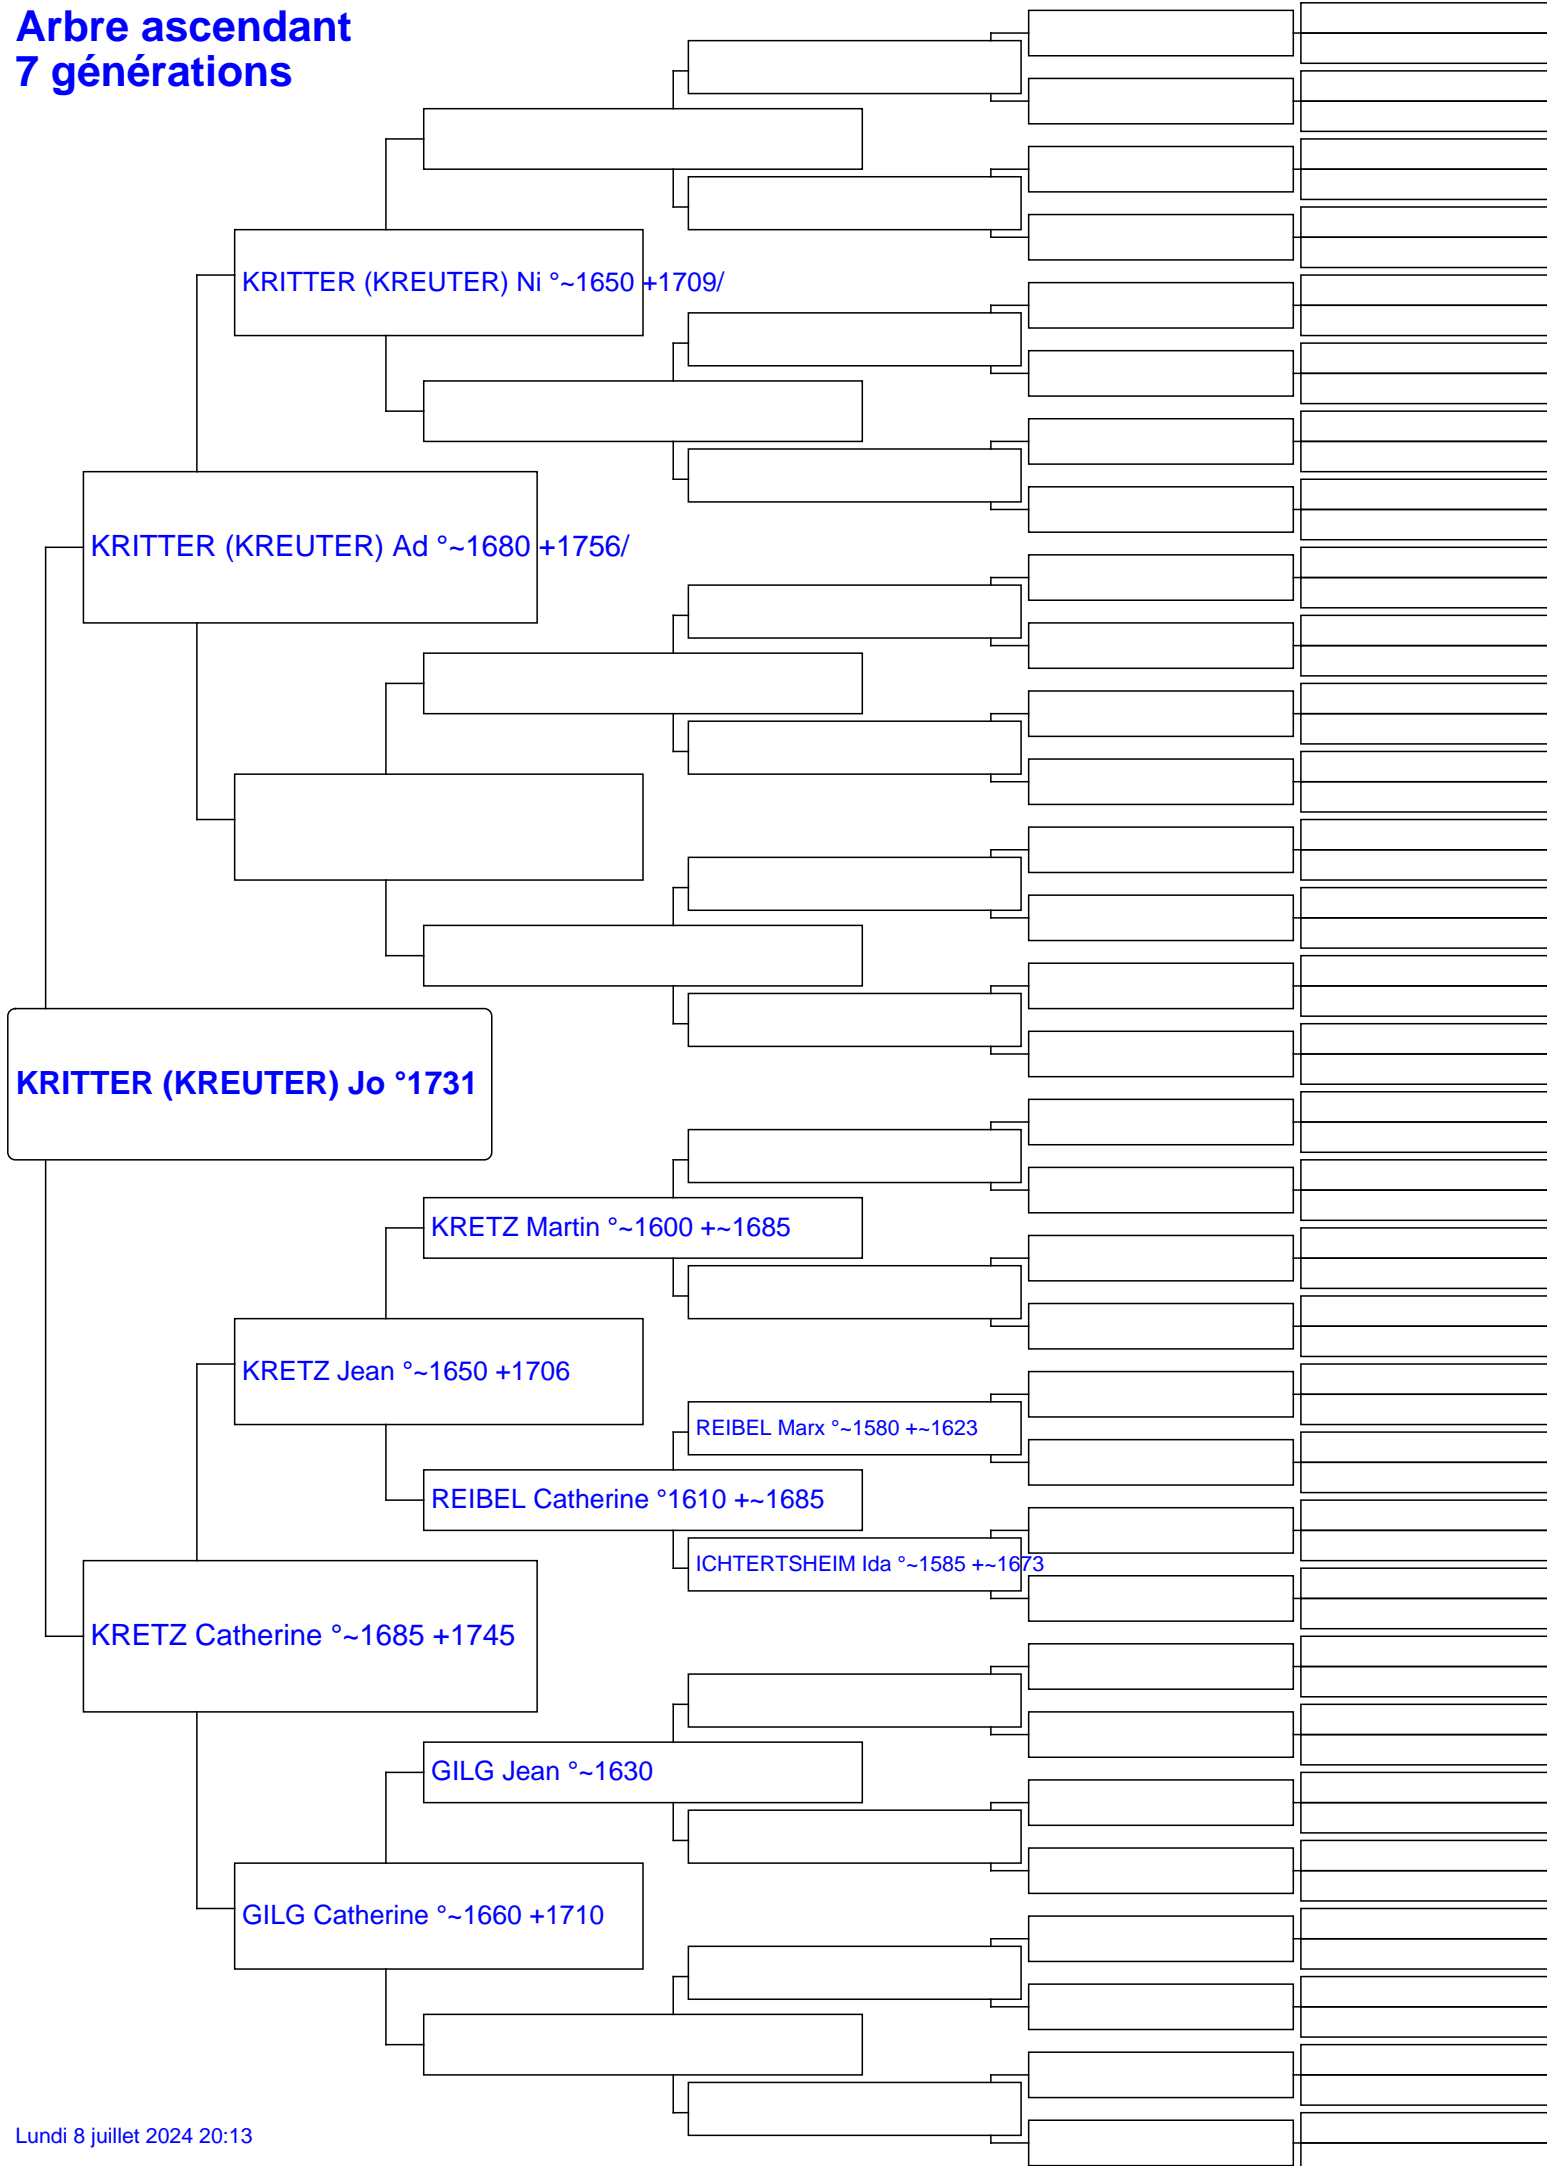 Arbre ascendant
7 générations
KRITTER (KREUTER) Ni °~1650 +1709/
KRITTER (KREUTER) Ad °~1680 +1756/
KRITTER (KREUTER) Jo °1731
KRETZ Martin °~1600 +~1685
KRETZ Jean °~1650 +1706
REIBEL Marx °~1580 +~1623
REIBEL Catherine °1610 +~1685
ICHTERTSHEIM Ida °~1585 +~1673
KRETZ Catherine °~1685 +1745
GILG Jean °~1630
GILG Catherine °~1660 +1710
Lundi 8 juillet 2024 20:13